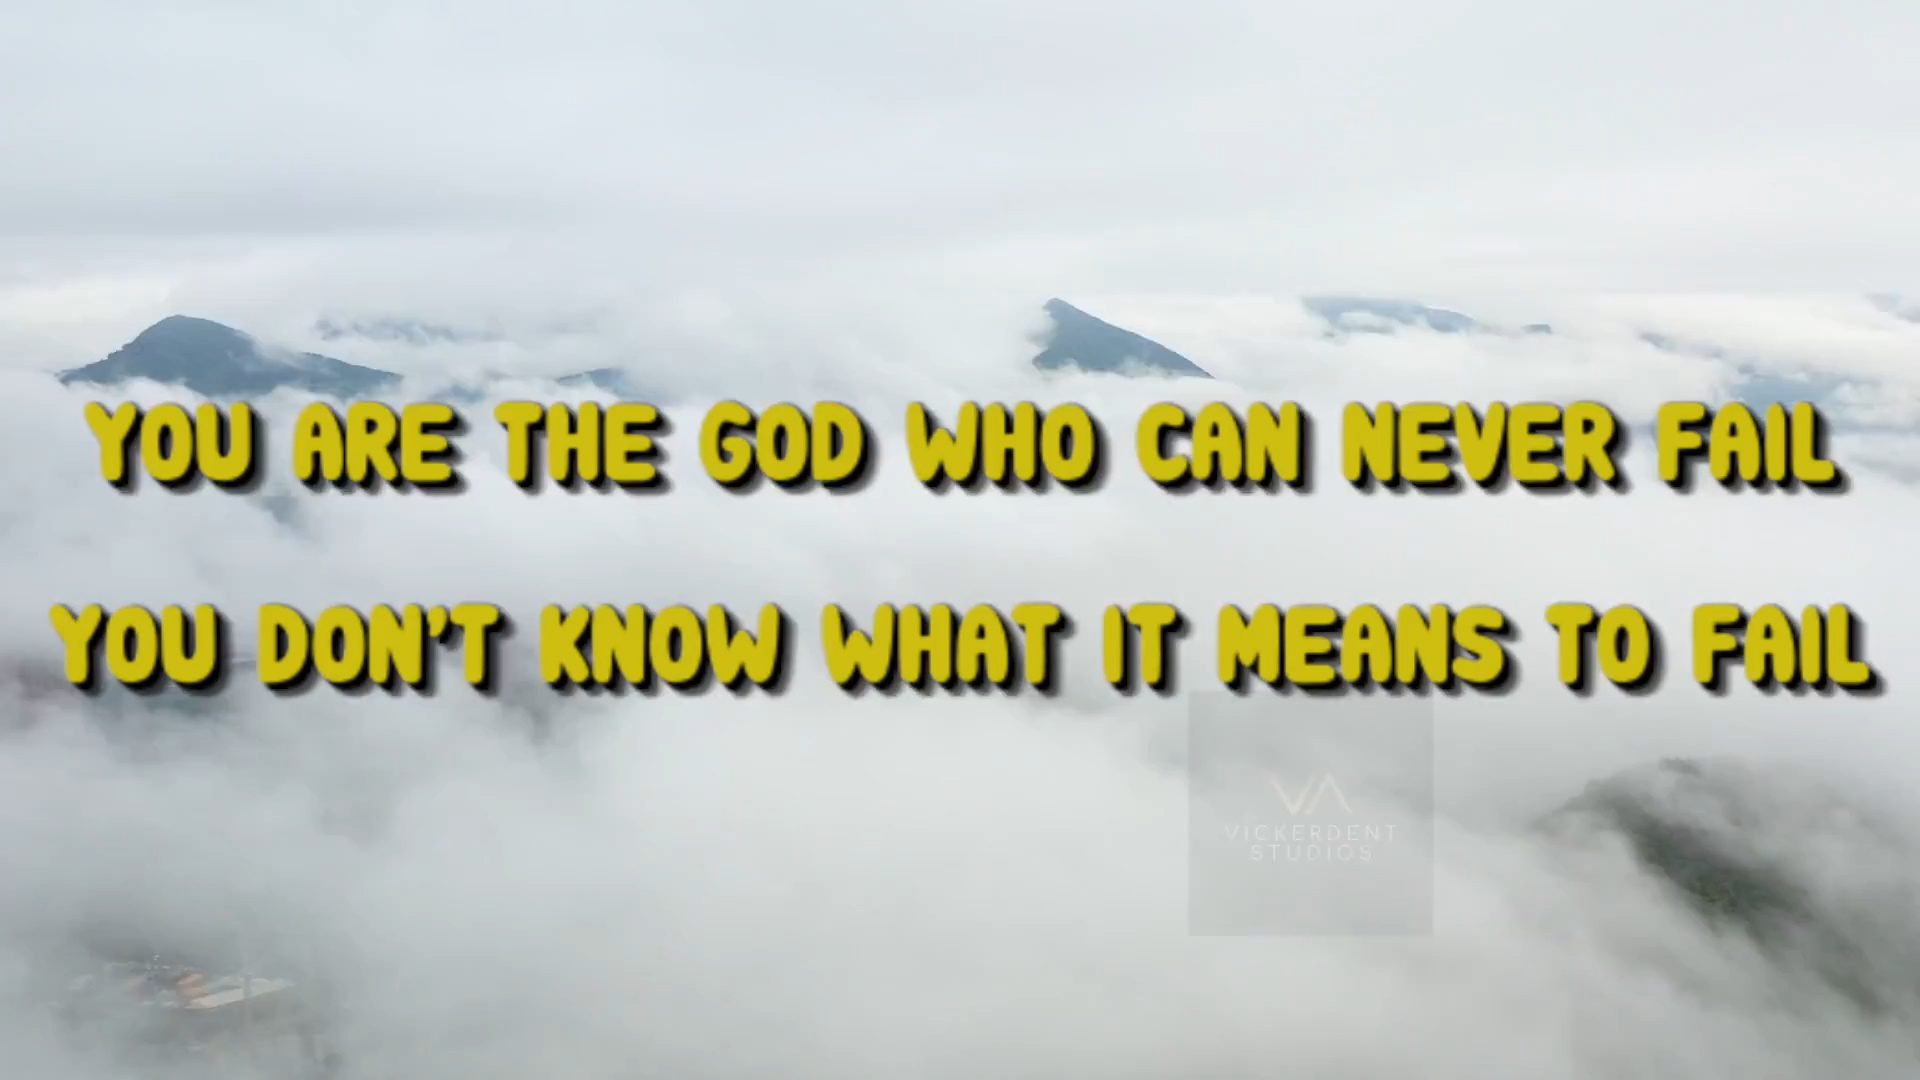 YOU ARE THE GOD WHO CAN NEVER FAIL
YOU DON'T KNOW WHAT IT MEANS TO FAIL
VICKERDENT
STUDIOS